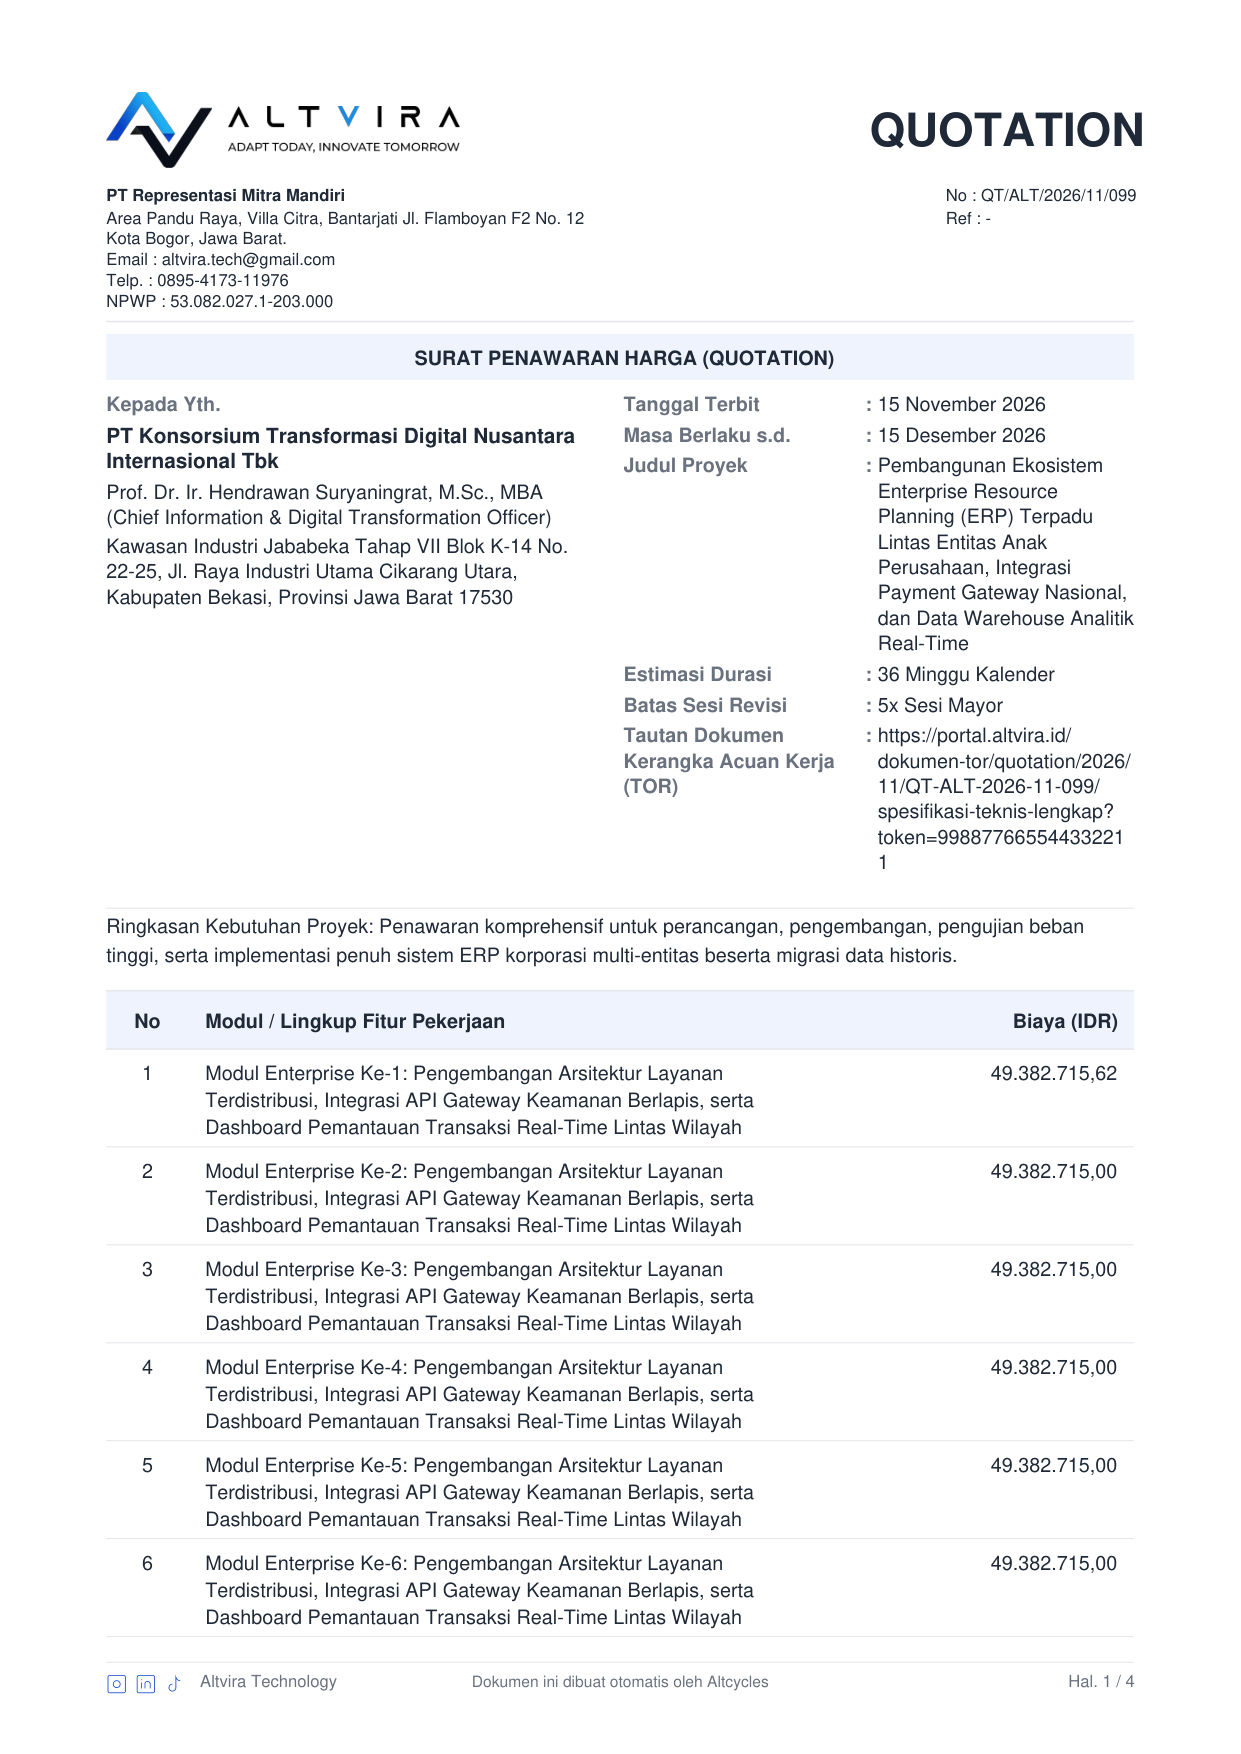 ALTVIRA
ADAPT TODAY, INNOVATE TOMORROW
QUOTATION
PT Representasi Mitra Mandiri
Area Pandu Raya, Villa Citra, Bantarjati Jl. Flamboyan F2 No. 12
Kota Bogor, Jawa Barat.
Email : altvira.tech@gmail.com
Telp. : 0895-4173-11976
NPWP : 53.082.027.1-203.000
No : QT/ALT/2026/11/099
Ref : -
SURAT PENAWARAN HARGA (QUOTATION)
Kepada Yth.
PT Konsorsium Transformasi Digital Nusantara
Internasional Tbk
Prof. Dr. Ir. Hendrawan Suryaningrat, M.Sc., MBA
(Chief Information & Digital Transformation Officer)
Kawasan Industri Jababeka Tahap VII Blok K-14 No.
22-25, Jl. Raya Industri Utama Cikarang Utara,
Kabupaten Bekasi, Provinsi Jawa Barat 17530
Tanggal Terbit : 15 November 2026
Masa Berlaku s.d. : 15 Desember 2026
Judul Proyek : Pembangunan Ekosistem
Enterprise Resource
Planning (ERP) Terpadu
Lintas Entitas Anak
Perusahaan, Integrasi
Payment Gateway Nasional,
dan Data Warehouse Analitik
Real-Time
Estimasi Durasi : 36 Minggu Kalender
Batas Sesi Revisi : 5x Sesi Mayor
Tautan Dokumen : https://portal.altvira.id/
Kerangka Acuan Kerja dokumen-tor/quotation/2026/
(TOR) 11/QT-ALT-2026-11-099/
spesifikasi-teknis-lengkap?
token=99887766554433221
1
Ringkasan Kebutuhan Proyek: Penawaran komprehensif untuk perancangan, pengembangan, pengujian beban
tinggi, serta implementasi penuh sistem ERP korporasi multi-entitas beserta migrasi data historis.
No Modul / Lingkup Fitur Pekerjaan Biaya (IDR)
1 Modul Enterprise Ke-1: Pengembangan Arsitektur Layanan 49.382.715,62
Terdistribusi, Integrasi API Gateway Keamanan Berlapis, serta
Dashboard Pemantauan Transaksi Real-Time Lintas Wilayah
2 Modul Enterprise Ke-2: Pengembangan Arsitektur Layanan 49.382.715,00
Terdistribusi, Integrasi API Gateway Keamanan Berlapis, serta
Dashboard Pemantauan Transaksi Real-Time Lintas Wilayah
3 Modul Enterprise Ke-3: Pengembangan Arsitektur Layanan 49.382.715,00
Terdistribusi, Integrasi API Gateway Keamanan Berlapis, serta
Dashboard Pemantauan Transaksi Real-Time Lintas Wilayah
4 Modul Enterprise Ke-4: Pengembangan Arsitektur Layanan 49.382.715,00
Terdistribusi, Integrasi API Gateway Keamanan Berlapis, serta
Dashboard Pemantauan Transaksi Real-Time Lintas Wilayah
5 Modul Enterprise Ke-5: Pengembangan Arsitektur Layanan 49.382.715,00
Terdistribusi, Integrasi API Gateway Keamanan Berlapis, serta
Dashboard Pemantauan Transaksi Real-Time Lintas Wilayah
6 Modul Enterprise Ke-6: Pengembangan Arsitektur Layanan 49.382.715,00
Terdistribusi, Integrasi API Gateway Keamanan Berlapis, serta
Dashboard Pemantauan Transaksi Real-Time Lintas Wilayah
Altvira Technology Dokumen ini dibuat otomatis oleh Altcycles Hal. 1 / 4